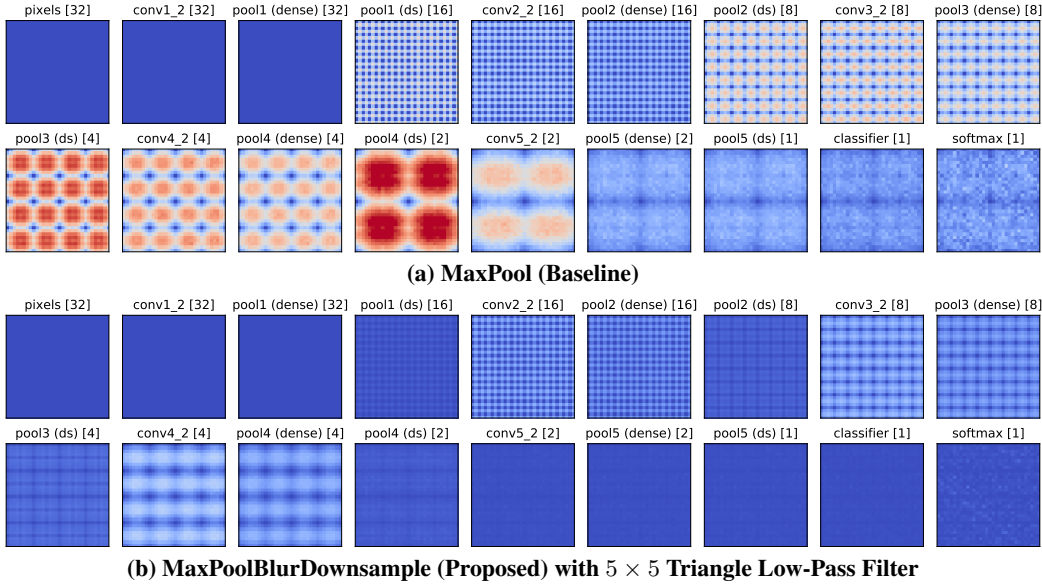 pixels [32] conv1_2 [32] pool1 (dense) [32] pool1 (ds) [16] conv2_2 [16] pool2 (dense) [16] pool2 (ds) [8] conv3_2 [8] pool3 (dense) [8]
pool3 (ds) [4] conv4_2 [4] pool4 (dense) [4] pool4 (ds) [2] conv5_2 [2] pool5 (dense) [2] pool5 (ds) [1] classifier [1] softmax [1]
(a) MaxPool (Baseline)
pixels [32] conv1_2 [32] pool1 (dense) [32] pool1 (ds) [16] conv2_2 [16] pool2 (dense) [16] pool2 (ds) [8] conv3_2 [8] pool3 (dense) [8]
pool3 (ds) [4] conv4_2 [4] pool4 (dense) [4] pool4 (ds) [2] conv5_2 [2] pool5 (dense) [2] pool5 (ds) [1] classifier [1] softmax [1]
(b) MaxPoolBlurDownsample (Proposed) with 5 × 5 Triangle Low-Pass Filter